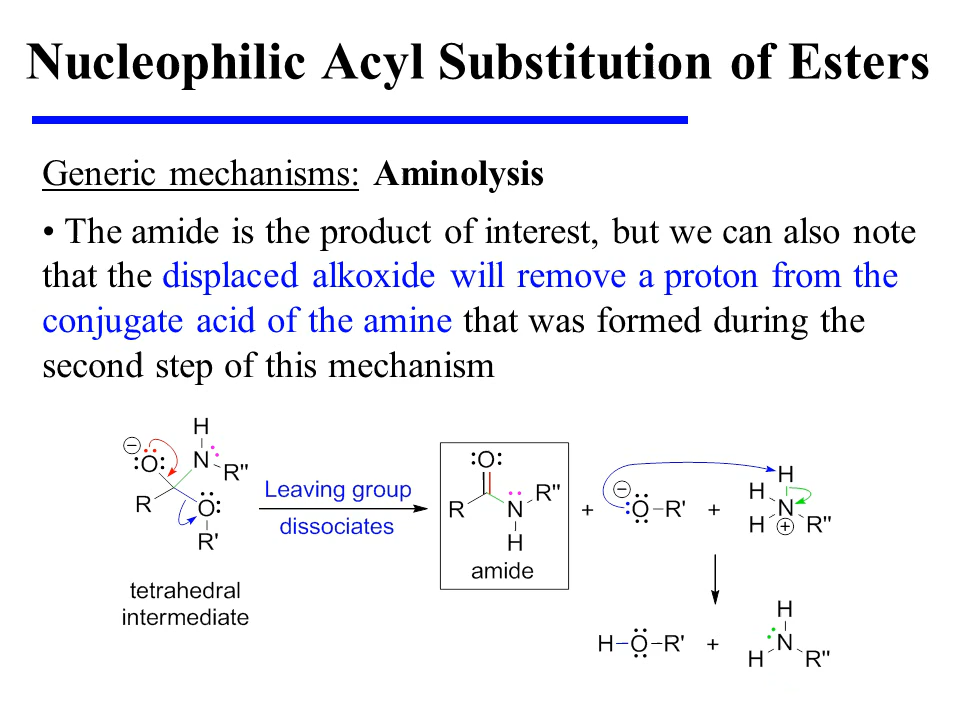 Nucleophilic Acyl Substitution of Esters
Generic mechanisms: Aminolysis
• The amide is the product of interest, but we can also note
that the displaced alkoxide will remove a proton from the
conjugate acid of the amine that was formed during the
second step of this mechanism
H
N
R"
O
R
O
R'
tetrahedral
intermediate
Leaving group
dissociates
O
R
N
R"
H
amide
+
O
R'
+
H
H
N
H
+
R"
H
O
R'
+
H
N
H
R"